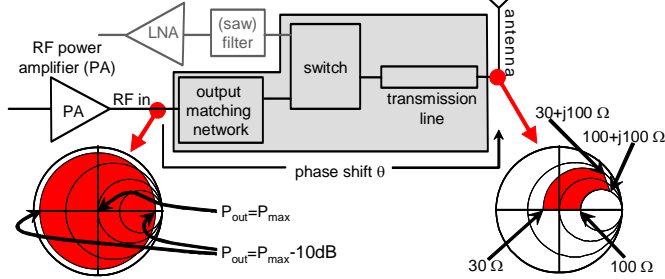 LNA
(saw)
filter
antenna
RF power
amplifier (PA)
switch
PA
RF in
output
matching
network
transmission
line
phase shift θ
30+j100 Ω
100+j100 Ω
Pout=Pmax
Pout=Pmax-10dB
30 Ω
100 Ω